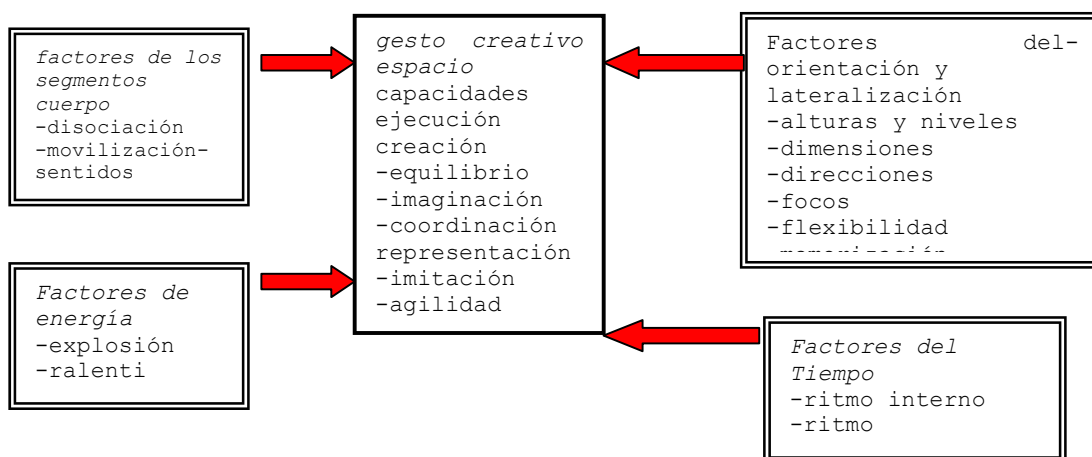 factores de los
segmentos
cuerpo
-disociación
-movilización-
sentidos
gesto creativo
espacio
capacidades
ejecución
creación
-equilibrio
-imaginación
-coordinación
representación
-imitación
-agilidad
Factores del-
orientación y
lateralización
-alturas y niveles
-dimensiones
-direcciones
-focos
-flexibilidad
Factores de
energía
-explosión
-ralenti
Factores del
Tiempo
-ritmo interno
-ritmo